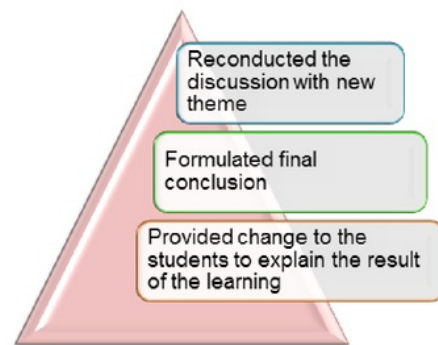 Reconducted the
discussion with new
theme
Formulated final
conclusion
Provided change to the
students to explain the result
of the learning